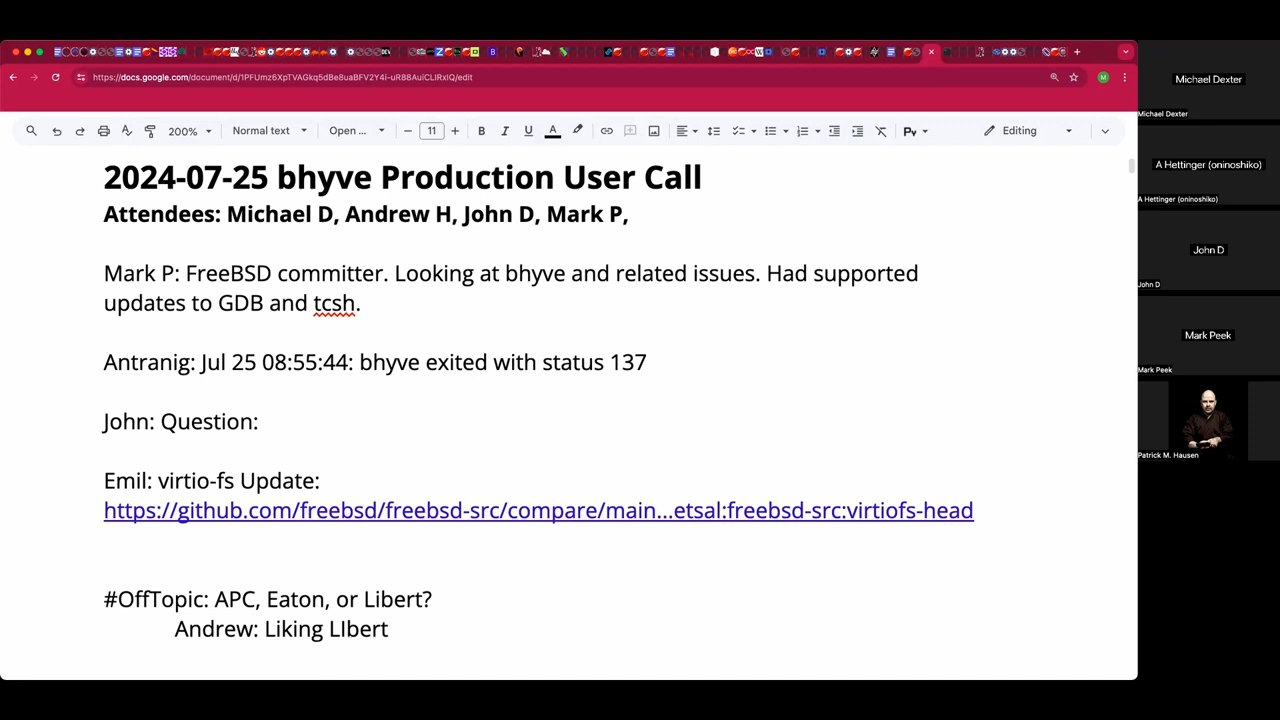 https://docs.google.com/document/d/1PFUmz6XpTVAGkq5dBe8uaBFV2Y4i-uR88AuiCLIRxIQ/edit
200%
Normal text
Open ...
11
Editing
2024-07-25 bhyve Production User Call
Attendees: Michael D, Andrew H, John D, Mark P,
Mark P: FreeBSD committer. Looking at bhyve and related issues. Had supported
updates to GDB and tcsh.
Antranig: Jul 25 08:55:44: bhyve exited with status 137
John: Question:
Emil: virtio-fs Update:
https://github.com/freebsd/freebsd-src/compare/main...etsal:freebsd-src:virtiofs-head
#OffTopic: APC, Eaton, or Libert?
Andrew: Liking LIbert
Michael Dexter
Michael Dexter
A Hettinger (oninoshiko)
A Hettinger (oninoshiko)
John D
John D
Mark Peek
Mark Peek
Patrick M. Hausen